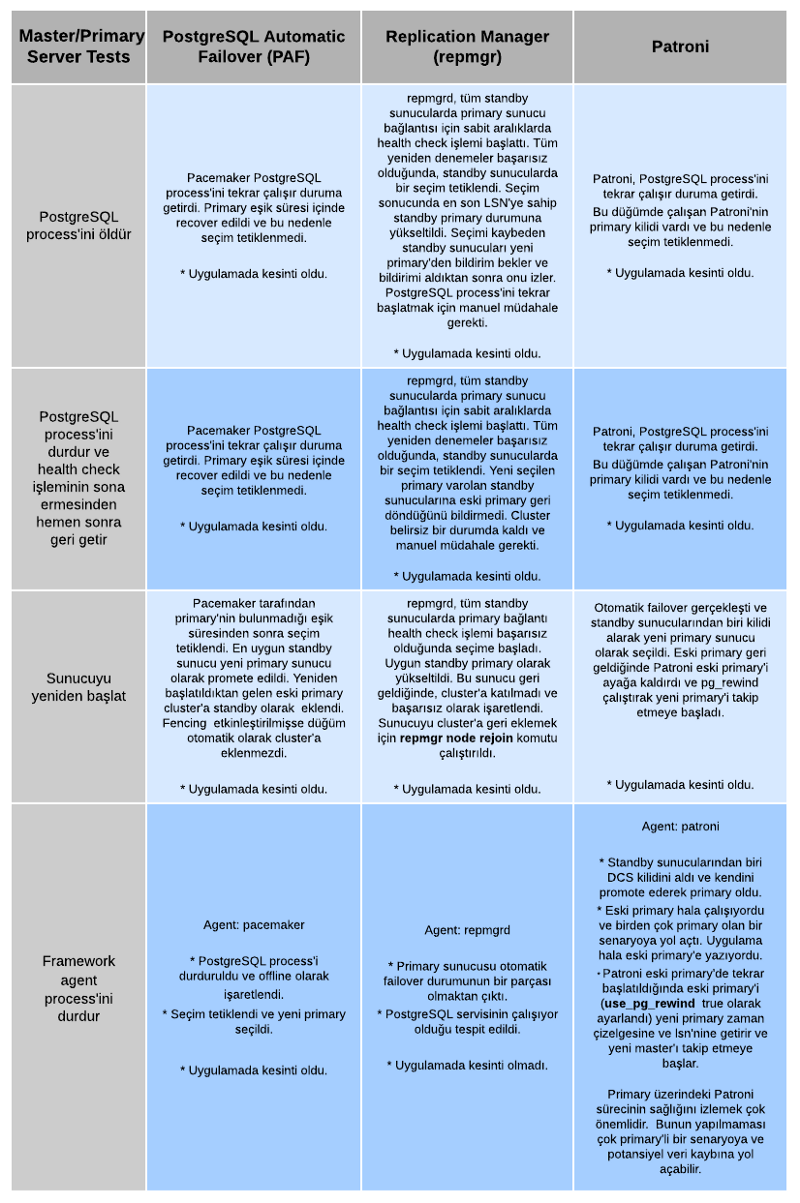 Master/Primary
Server Tests
PostgreSQL Automatic
Failover (PAF)
Replication Manager
(repmgr)
Patroni
PostgreSQL
process'ini öldür
Pacemaker PostgreSQL
process'ini tekrar çalışır duruma
getirdi. Primary eşik süresi içinde
recover edildi ve bu nedenle
seçim tetiklenmedi.
* Uygulamada kesinti oldu.
repmgrd, tüm standby
sunucularda primary sunucu
bağlantısı için sabit aralıklarda
health check işlemi başlattı. Tüm
yeniden denemeler başarısız
olduğunda, standby sunucularda
bir seçim tetiklendi. Seçim
sonucunda en son LSN'ye sahip
standby primary durumuna
yükseltildi. Seçimi kaybeden
standby sunucuları yeni
primary'den bildirim bekler ve
bildirimi aldıktan sonra onu izler.
PostgreSQL process'ini tekrar
başlatmak için manuel müdahale
gerekti.
* Uygulamada kesinti oldu.
Patroni, PostgreSQL process'ini
tekrar çalışır duruma getirdi.
Bu düğümde çalışan Patroni'nin
primary kilidi vardı ve bu nedenle
seçim tetiklenmedi.
* Uygulamada kesinti oldu.
PostgreSQL
process'ini
durdur ve
health check
işleminin sona
ermesinden
hemen sonra
geri getir
Pacemaker PostgreSQL
process'ini tekrar çalışır duruma
getirdi. Primary eşik süresi içinde
recover edildi ve bu nedenle
seçim tetiklenmedi.
* Uygulamada kesinti oldu.
repmgrd, tüm standby
sunucularda primary sunucu
bağlantısı için sabit aralıklarda
health check işlemi başlattı. Tüm
yeniden denemeler başarısız
olduğunda, standby sunucularda
bir seçim tetiklendi. Yeni seçilen
primary varolan standby
sunucularına eski primary geri
döndüğünü bildirmedi. Cluster
belirsiz bir durumda kaldı ve
manuel müdahale gerekti.
* Uygulamada kesinti oldu.
Patroni, PostgreSQL process'ini
tekrar çalışır duruma getirdi.
Bu düğümde çalışan Patroni'nin
primary kilidi vardı ve bu nedenle
seçim tetiklenmedi.
* Uygulamada kesinti oldu.
Sunucuyu
yeniden başlat
Pacemaker tarafından
primary'nin bulunmadığı eşik
süresinden sonra seçim
tetiklendi. En uygun standby
sunucu yeni primary sunucu
olarak promete edildi. Yeniden
başlatıldıktan gelen eski primary
cluster'a standby olarak eklendi.
Fencing etkinleştirilmişse düğüm
otomatik olarak cluster'a
eklenmezdi.
* Uygulamada kesinti oldu.
repmgrd, tüm standby
sunucularda primary bağlantı
health check işlemi başarısız
olduğunda seçime başladı.
Uygun standby primary olarak
yükseltildi. Bu sunucu geri
geldiğinde, cluster'a katılmadı ve
başarısız olarak işaretlendi.
Sunucuyu cluster'a geri eklemek
için repmgr node rejoin komutu
çalıştırıldı.
* Uygulamada kesinti oldu.
Otomatik failover gerçekleşti ve
standby sunucularından biri kilidi
alarak yeni primary sunucu
olarak seçildi. Eski primary geri
geldiğinde Patroni eski primary'i
ayağa kaldırdı ve pg_rewind
çalıştırak yeni primary'i takip
etmeye başladı.
* Uygulamada kesinti oldu.
Framework
agent
process'ini
durdur
Agent: pacemaker
* PostgreSQL process'i
durduruldu ve offline olarak
işaretlendi.
* Seçim tetiklendi ve yeni primary
seçildi.
* Uygulamada kesinti oldu.
Agent: repmgrd
* Primary sunucusu otomatik
failover durumunun bir parçası
olmaktan çıktı.
* PostgreSQL servisinin çalışıyor
olduğu tespit edildi.
* Uygulamada kesinti olmadı.
Agent: patroni
* Standby sunucularından biri
DCS kilidini aldı ve kendini
promote ederek primary oldu.
* Eski primary hala çalışıyordu
ve birden çok primary olan bir
senaryoya yol açtı. Uygulama
hala eski primary'e yazıyordu.
* Patroni eski primary'de tekrar
başlatıldığında eski primary'i
(use_pg_rewind true olarak
ayarlandı) yeni primary zaman
çizelgesine ve lsn'nine getirir ve
yeni master'ı takip etmeye
başlar.
Primary üzerindeki Patroni
sürecinin sağlığını izlemek çok
önemlidir. Bunun yapılmaması
çok primary'li bir senaryoya ve
potansiyel veri kaybına yol
açabilir.